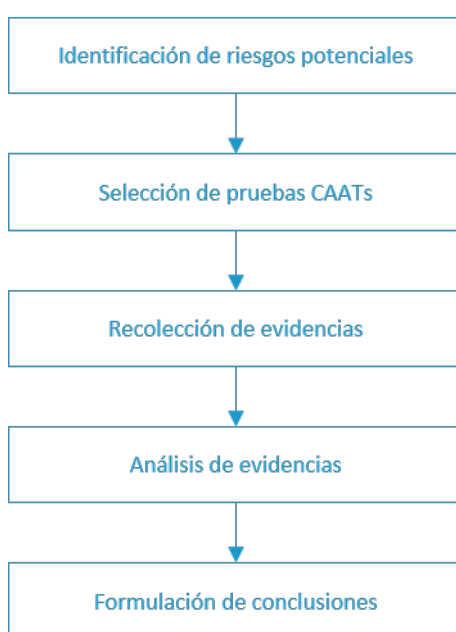 Identificación de riesgos potenciales
Selección de pruebas CAATs
Recolección de evidencias
Análisis de evidencias
Formulación de conclusiones